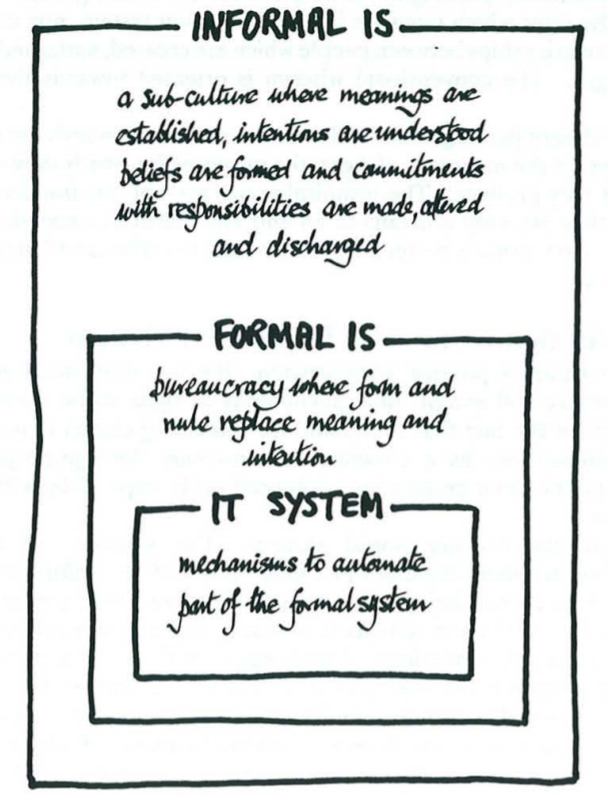 INFORMAL IS
a sub-culture where meanings are
established, intentions are understood
beliefs are formed and commitments
with responsibilities are made, altered
and discharged
FORMAL IS
bureaucracy where form and
rule replace meaning and
intention
IT SYSTEM
mechanisms to automate
part of the formal system